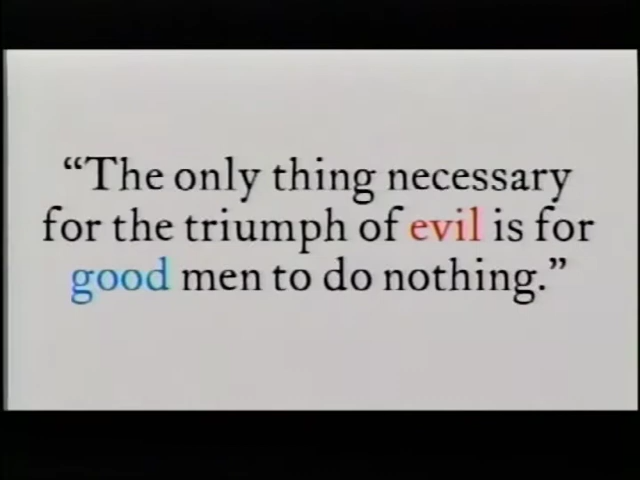 “The only thing necessary
for the triumph of evil is for
good men to do nothing.”